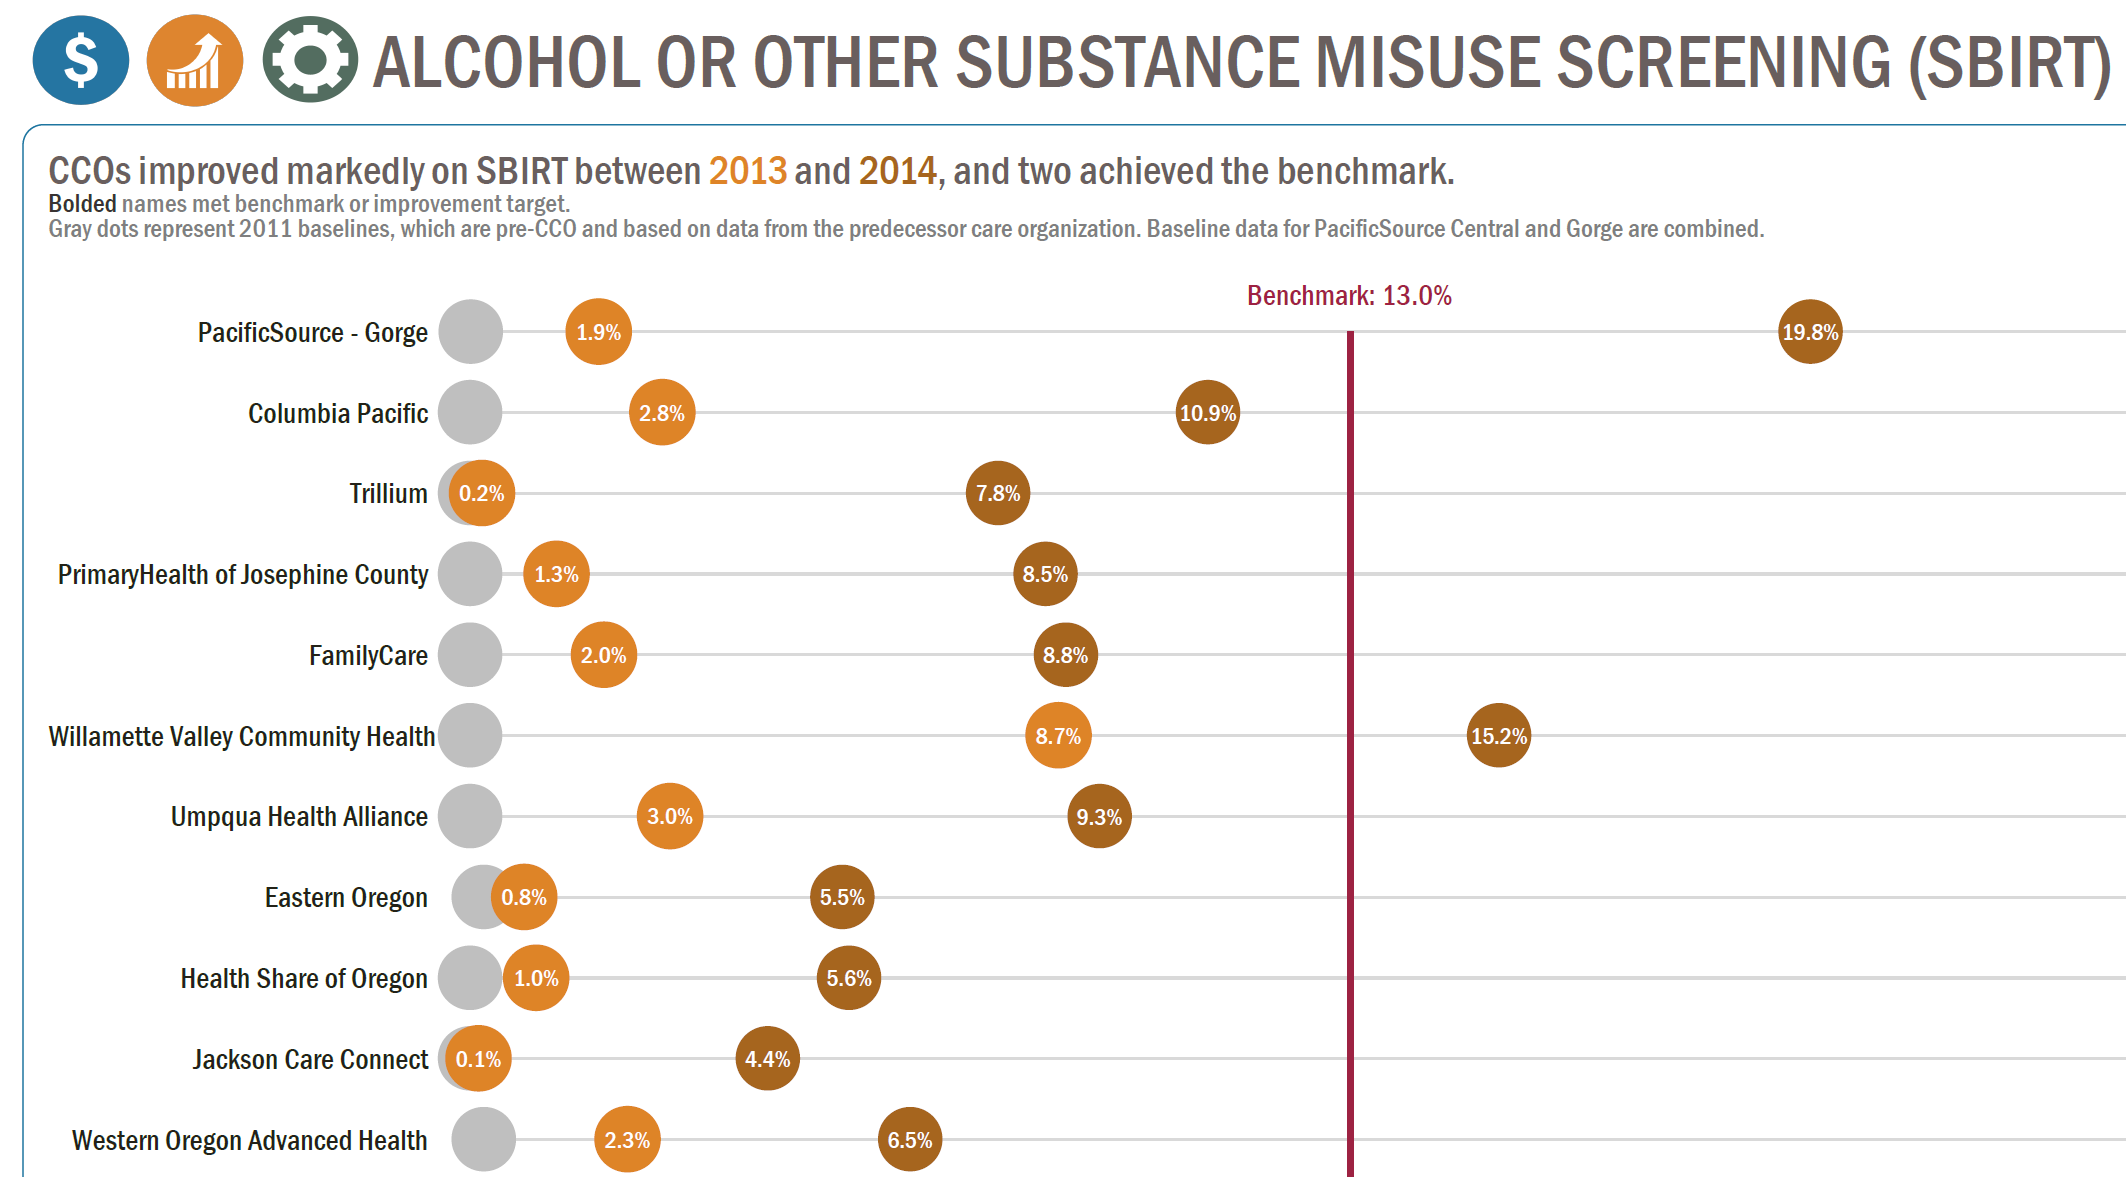 $ ALCOHOL OR OTHER SUBSTANCE MISUSE SCREENING (SBIRT)
CCOs improved markedly on SBIRT between 2013 and 2014, and two achieved the benchmark.
Bolded names met benchmark or improvement target.
Gray dots represent 2011 baselines, which are pre-CCO and based on data from the predecessor care organization. Baseline data for PacificSource Central and Gorge are combined.
Benchmark: 13.0%
PacificSource - Gorge 1.9% 19.8%
Columbia Pacific 2.8% 10.9%
Trillium 0.2% 7.8%
PrimaryHealth of Josephine County 1.3% 8.5%
FamilyCare 2.0% 8.8%
Willamette Valley Community Health 8.7% 15.2%
Umpqua Health Alliance 3.0% 9.3%
Eastern Oregon 0.8% 5.5%
Health Share of Oregon 1.0% 5.6%
Jackson Care Connect 0.1% 4.4%
Western Oregon Advanced Health 2.3% 6.5%